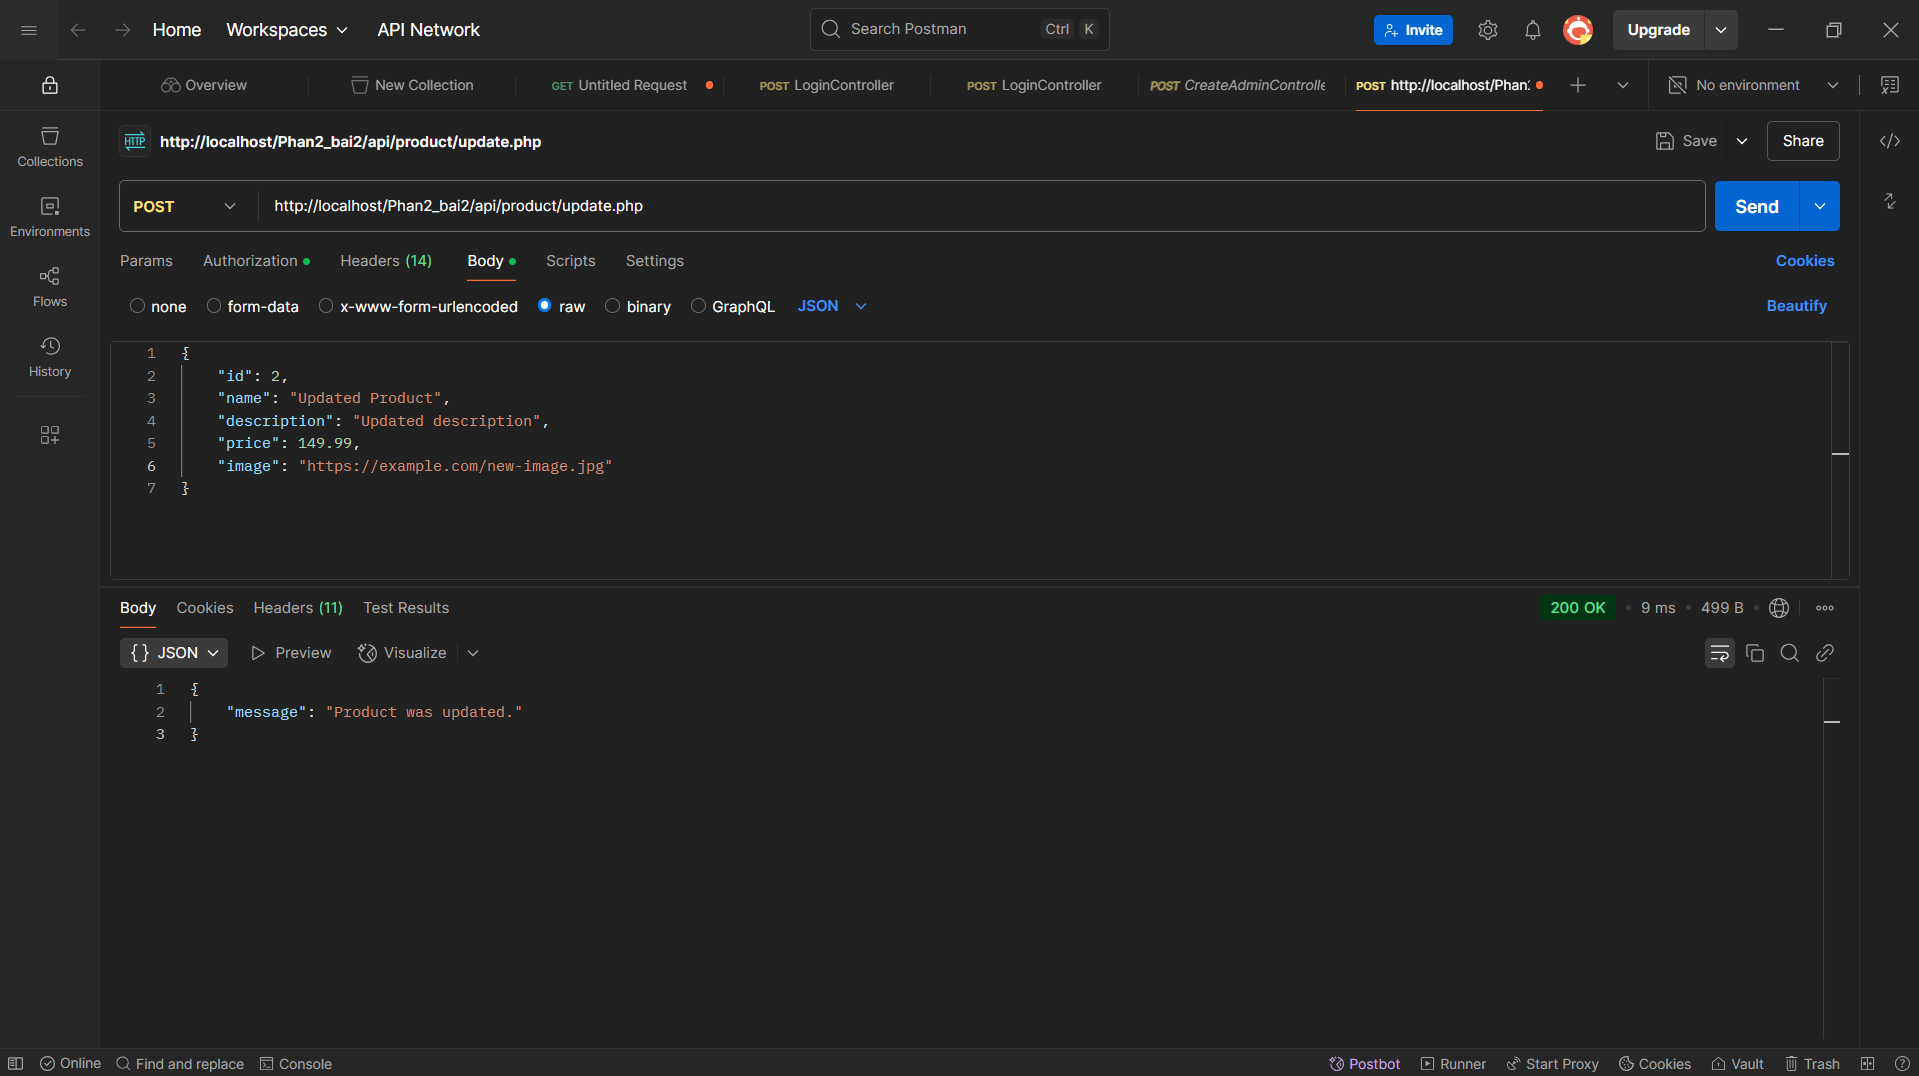 Home Workspaces API Network Search Postman Ctrl K Invite Upgrade
Overview New Collection GET Untitled Request POST LoginController POST LoginController POST CreateAdminControlle POST http://localhost/Phan2 No environment
HTTP http://localhost/Phan2_bai2/api/product/update.php Save Share
Collections
POST http://localhost/Phan2_bai2/api/product/update.php Send
Environments
Params Authorization Headers (14) Body Scripts Settings Cookies
Flows
none form-data x-www-form-urlencoded raw binary GraphQL JSON Beautify
History
1 {
2 "id": 2,
3 "name": "Updated Product",
4 "description": "Updated description",
5 "price": 149.99,
6 "image": "https://example.com/new-image.jpg"
7 }
Body Cookies Headers (11) Test Results 200 OK • 9 ms • 499 B •
{} JSON Preview Visualize
1 {
2 "message": "Product was updated."
3 }
Online Find and replace Console Postbot Runner Start Proxy Cookies Vault Trash